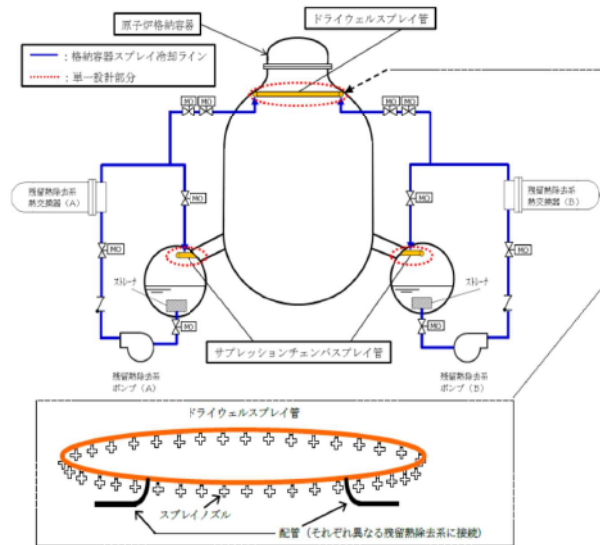 原子炉格納容器
ドライウェルスプレイ管
：格納容器スプレイ冷却ライン
：単一設計部分
MO MO
MO MO
残留熱除去系
熱交換器（A）
MO
MO
残留熱除去系
熱交換器（B）
MO
MO
ストレーナ
ストレーナ
MO
MO
サプレッションチェンバスプレイ管
残留熱除去系
ポンプ（A）
残留熱除去系
ポンプ（B）
ドライウェルスプレイ管
スプレイノズル
配管（それぞれ異なる残留熱除去系に接続）